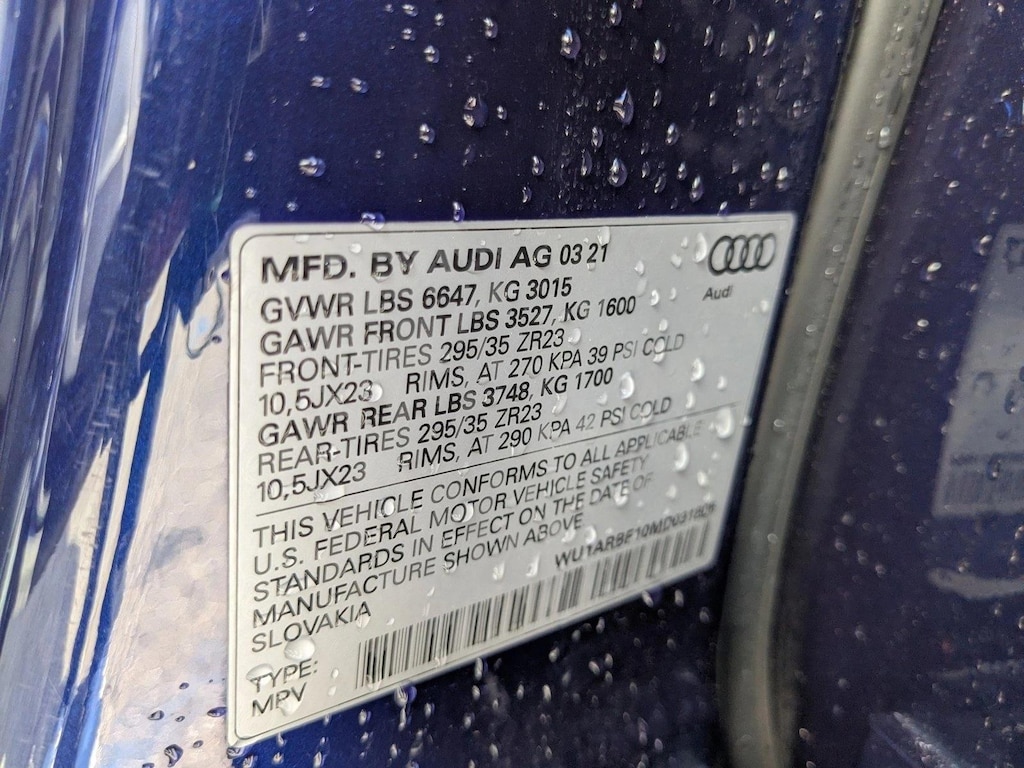 MFD. BY AUDI AG 03 21
GVWR LBS 6647, KG 3015
GAWR FRONT LBS 3527, KG 1600
FRONT-TIRES 295/35 ZR23
10,5JX23 RIMS, AT 270 KPA 39 PSI COLD
GAWR REAR LBS 3748, KG 1700
REAR-TIRES 295/35 ZR23
10,5JX23 RIMS, AT 290 KPA 42 PSI COLD
Audi
THIS VEHICLE CONFORMS TO ALL APPLICABLE
U.S. FEDERAL MOTOR VEHICLE SAFETY
STANDARDS IN EFFECT ON THE DATE OF
MANUFACTURE SHOWN ABOVE
SLOVAKIA
TYPE:
MPV